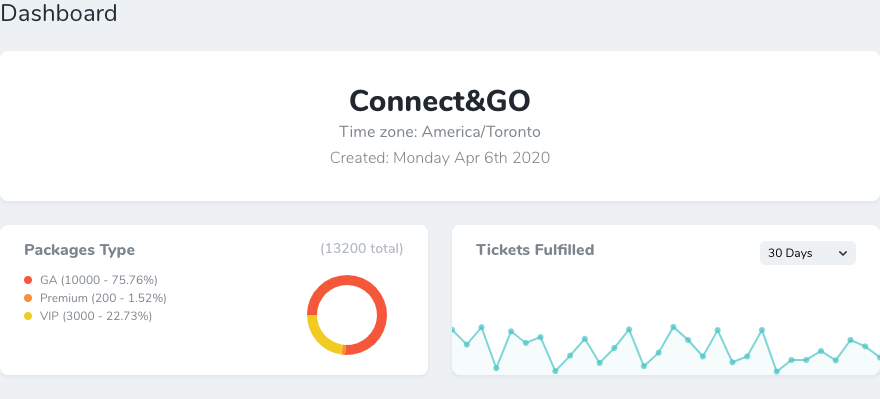 Dashboard
Connect&GO
Time zone: America/Toronto
Created: Monday Apr 6th 2020
Packages Type
(13200 total)
GA (10000 - 75.76%)
Premium (200 - 1.52%)
VIP (3000 - 22.73%)
Tickets Fulfilled
30 Days